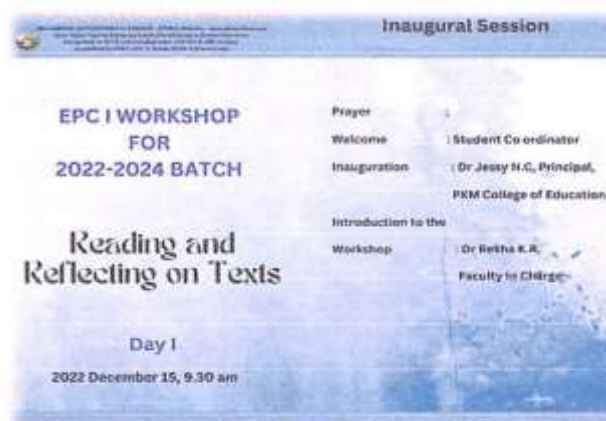 EPC I WORKSHOP
FOR
2022-2024 BATCH
Reading and
Reflecting on Texts
Day I
2022 December 15, 9.30 am
Inaugural Session
Prayer :
Welcome : Student Co ordinator
Inauguration : Dr Jessy N.C, Principal,
PKM College of Education
Introduction to the
Workshop : Dr Rekha K.R,
Faculty in Charge